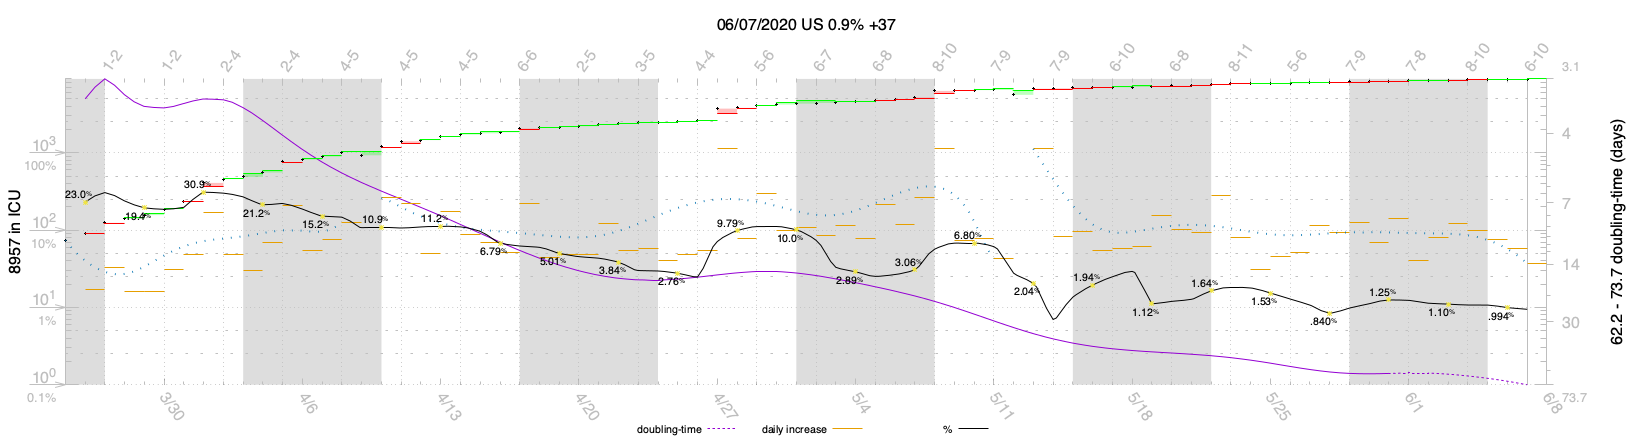 06/07/2020 US 0.9% +37
1-2 1-2 2-4 2-4 4-5 4-5 4-5 6-6 4-5 3-5 4-4 5-6 6-7 6-8 8-10 7-9 7-9 6-10 6-8 8-11 5-6 7-9 7-8 8-10 6-10
8957 in ICU
10³
100%
10²
10%
10¹
1%
10⁰
0.1%
23.0% 19.4% 30.9% 21.2% 15.2% 10.9% 11.2% 6.79% 5.01% 3.84% 2.76% 9.79% 10.0% 2.89% 3.06% 6.80% 2.04% 1.94% 1.12% 1.64% 1.53% .840% 1.25% 1.10% .994%
3.1
4
7
14
30
73.7
62.2 - 73.7 doubling-time (days)
3/30 4/6 4/13 4/20 4/27 5/4 5/11 5/18 5/25 6/1 6/8
doubling-time daily increase %